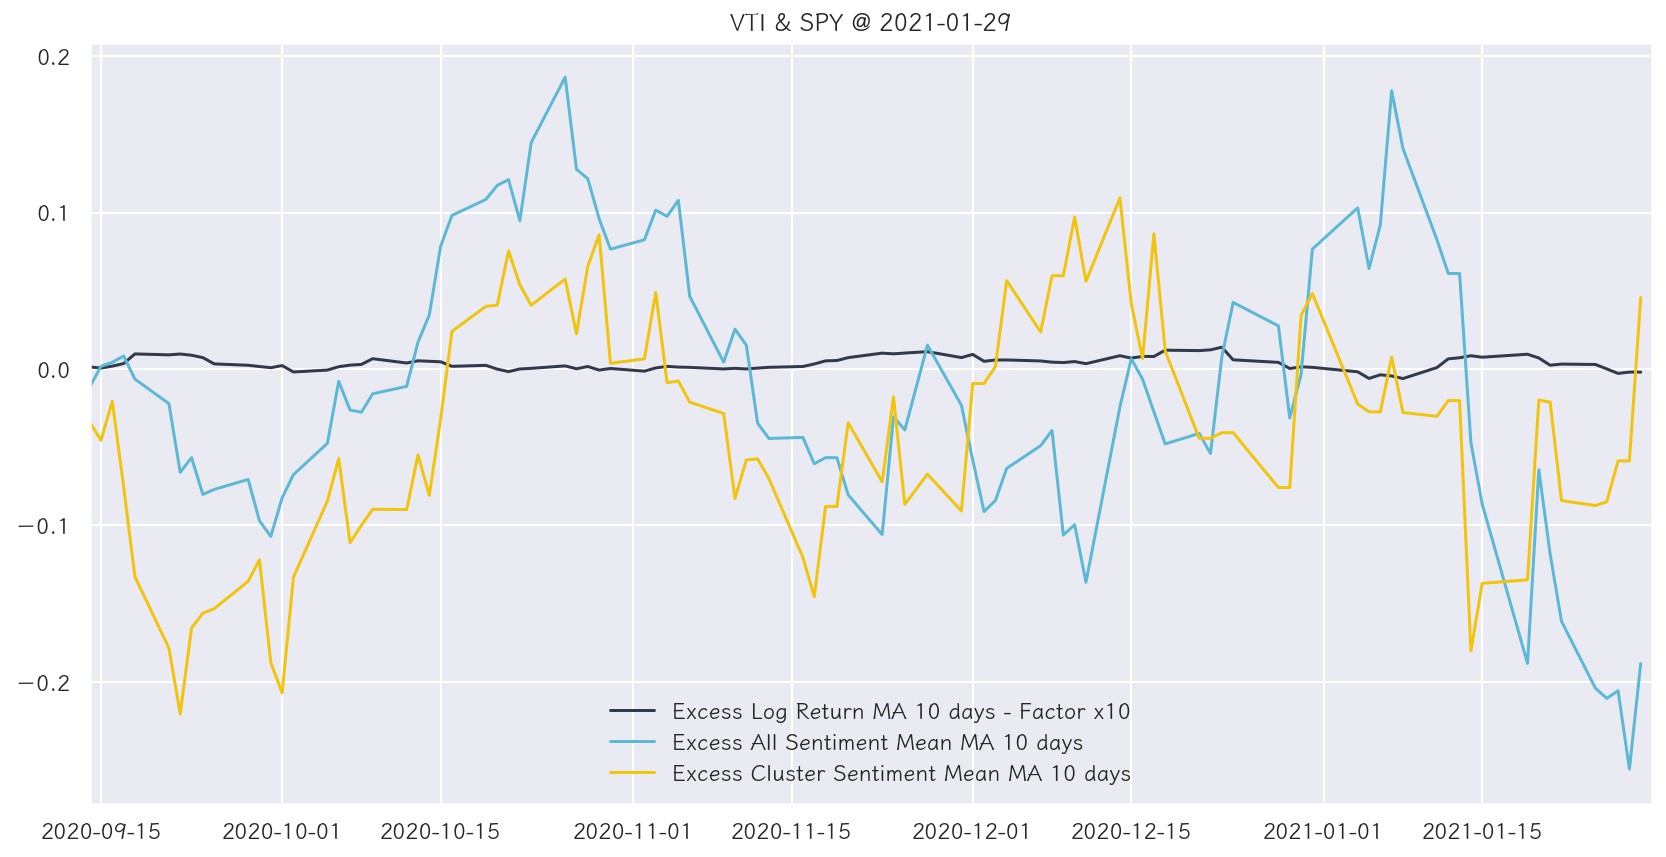 VTI & SPY @ 2021-01-29
0.2
0.1
0.0
−0.1
−0.2
Excess Log Return MA 10 days - Factor x10
Excess All Sentiment Mean MA 10 days
Excess Cluster Sentiment Mean MA 10 days
2020-09-15 2020-10-01 2020-10-15 2020-11-01 2020-11-15 2020-12-01 2020-12-15 2021-01-01 2021-01-15